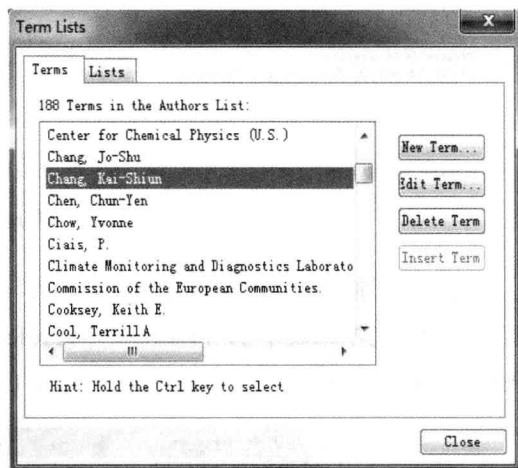 Term Lists
Terms Lists
188 Terms in the Authors List:
Center for Chemical Physics (U.S.)
Chang, Jo-Shu
Chang, Kai-Shiun
Chen, Chun-Yen
Chow, Yvonne
Ciais, P.
Climate Monitoring and Diagnostics Laborato
Commission of the European Communities.
Cooksey, Keith E.
Cool, Terrill A
New Term...
Edit Term...
Delete Term
Insert Term
Hint: Hold the Ctrl key to select
Close